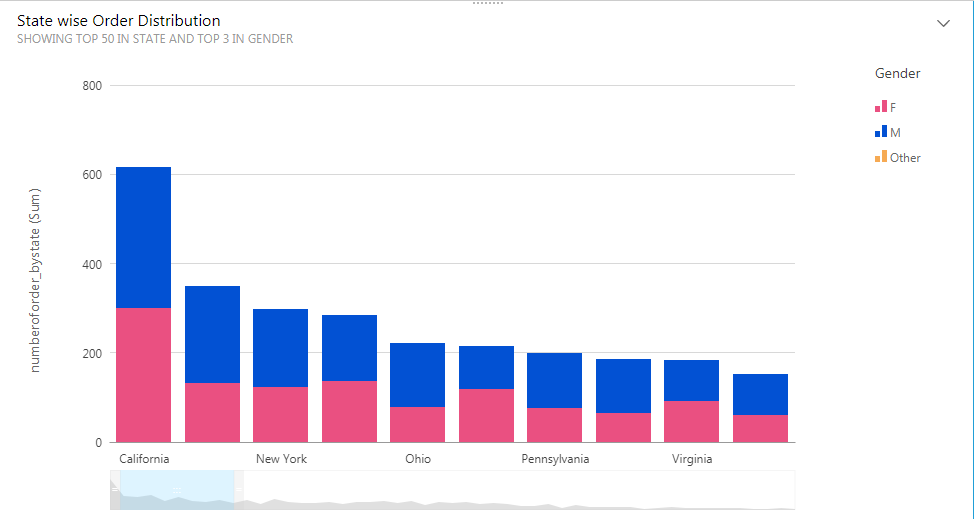 State wise Order Distribution
SHOWING TOP 50 IN STATE AND TOP 3 IN GENDER
Gender
F
M
Other
numberoforder_bystate (Sum)
800
600
400
200
0
California New York Ohio Pennsylvania Virginia